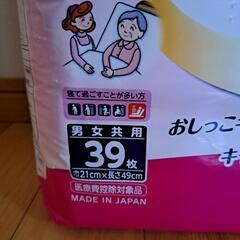 寝て過ごすことが多い方
男女共用
39枚
巾21cm×長さ49cm
医療費控除対象品
MADE IN JAPAN
おしっこ
キ